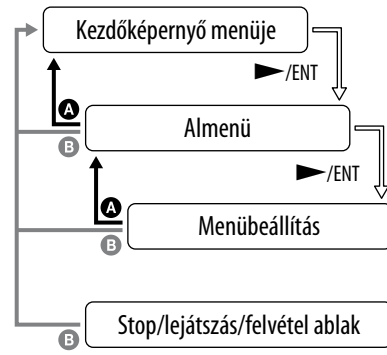 Kezdőképernyő menüje
►/ENT
A
Almenü
B
►/ENT
A
Menübeállítás
B
Stop/lejátszás/felvétel ablak
B